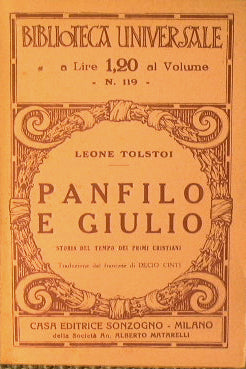 BIBLIOTECA UNIVERSALE
a Lire 1,20 al Volume
- N. 119 -
LEONE TOLSTOI
PANFILO
E GIULIO
STORIA DEL TEMPO DEI PRIMI CRISTIANI
Traduzione dal francese di DECIO CINTI
CASA EDITRICE SONZOGNO - MILANO
della Società An. ALBERTO MATARELLI